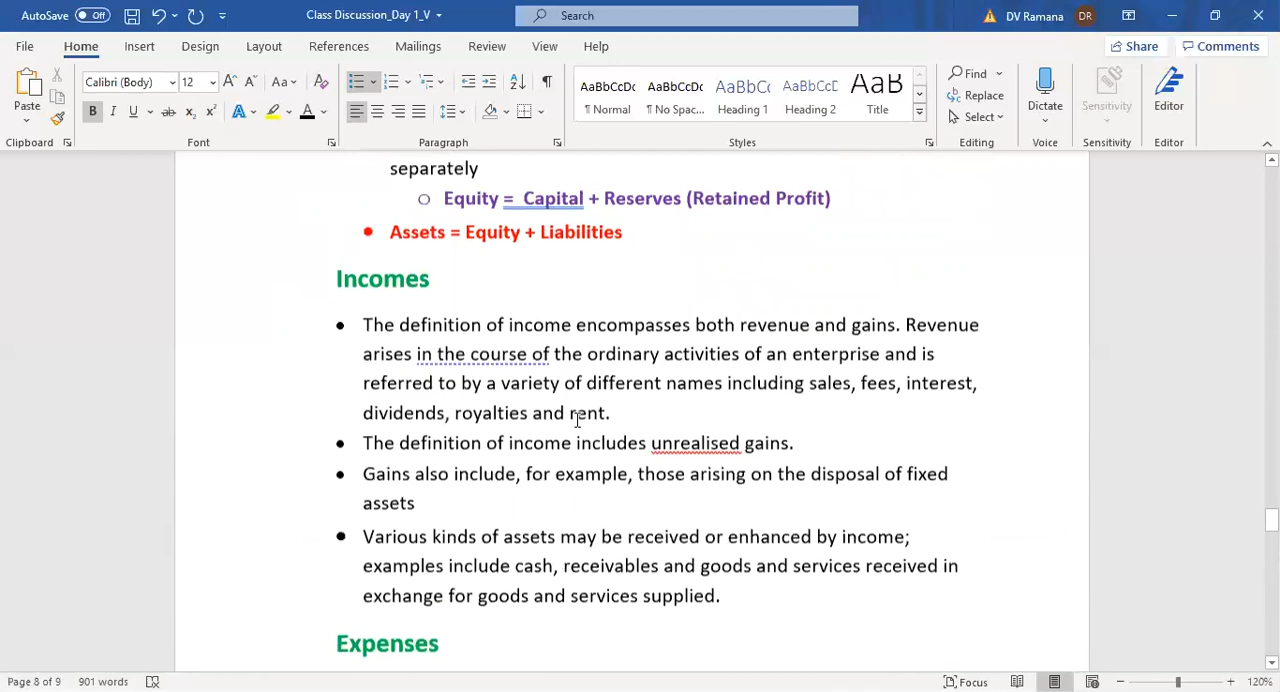 AutoSave Off Class Discussion_Day 1_V Search DV Ramana DR
File Home Insert Design Layout References Mailings Review View Help Share Comments
Paste Calibri (Body) 12 A A Aa A
B I U ab x₂ x² A A
AaBbCcDc AaBbCcDc AaBbCc AaBbCcD AaB
¶ Normal ¶ No Spac... Heading 1 Heading 2 Title
Find
Replace
Select
Dictate Sensitivity Editor
Clipboard Font Paragraph Styles Editing Voice Sensitivity Editor
separately
Equity = Capital + Reserves (Retained Profit)
Assets = Equity + Liabilities
Incomes
The definition of income encompasses both revenue and gains. Revenue
arises in the course of the ordinary activities of an enterprise and is
referred to by a variety of different names including sales, fees, interest,
dividends, royalties and rent.
The definition of income includes unrealised gains.
Gains also include, for example, those arising on the disposal of fixed
assets
Various kinds of assets may be received or enhanced by income;
examples include cash, receivables and goods and services received in
exchange for goods and services supplied.
Expenses
Page 8 of 9 901 words Focus 120%